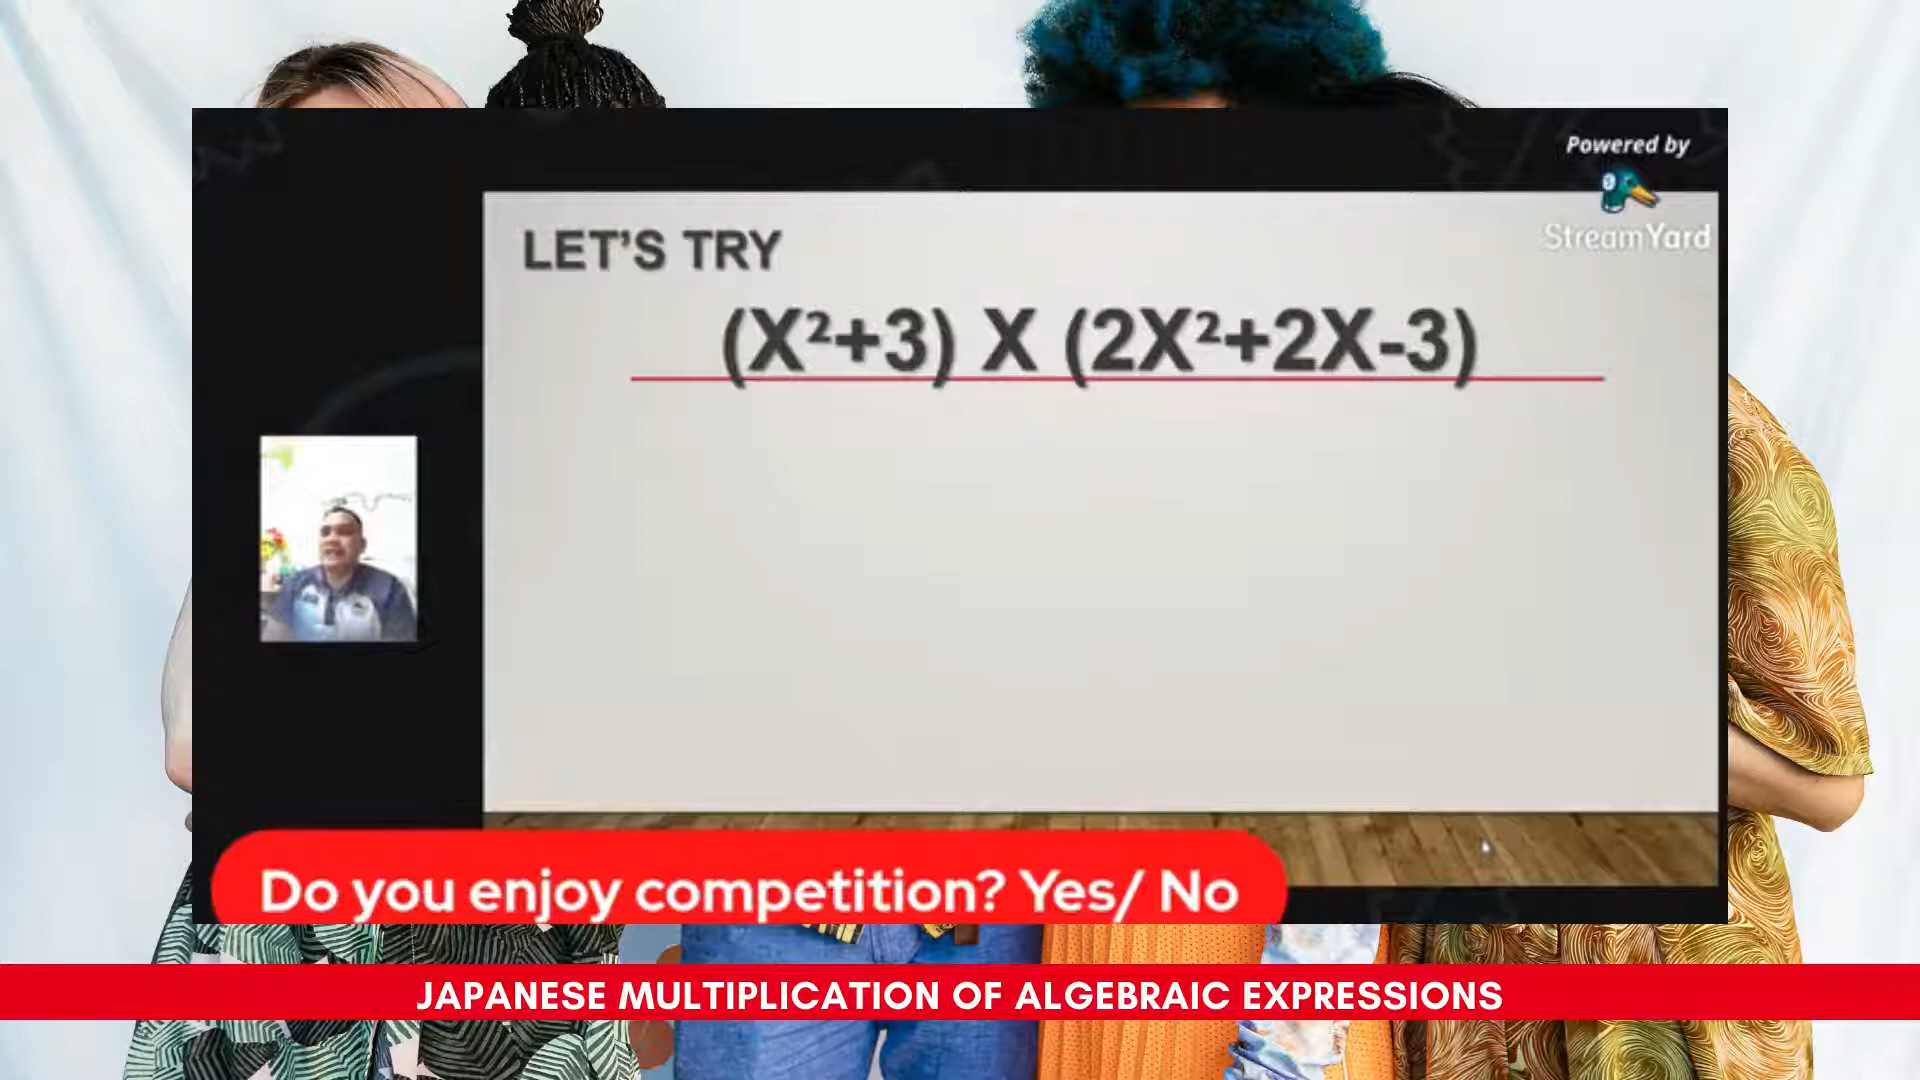 Powered by
StreamYard
LET'S TRY
(X²+3) X (2X²+2X-3)
Do you enjoy competition? Yes/ No
JAPANESE MULTIPLICATION OF ALGEBRAIC EXPRESSIONS